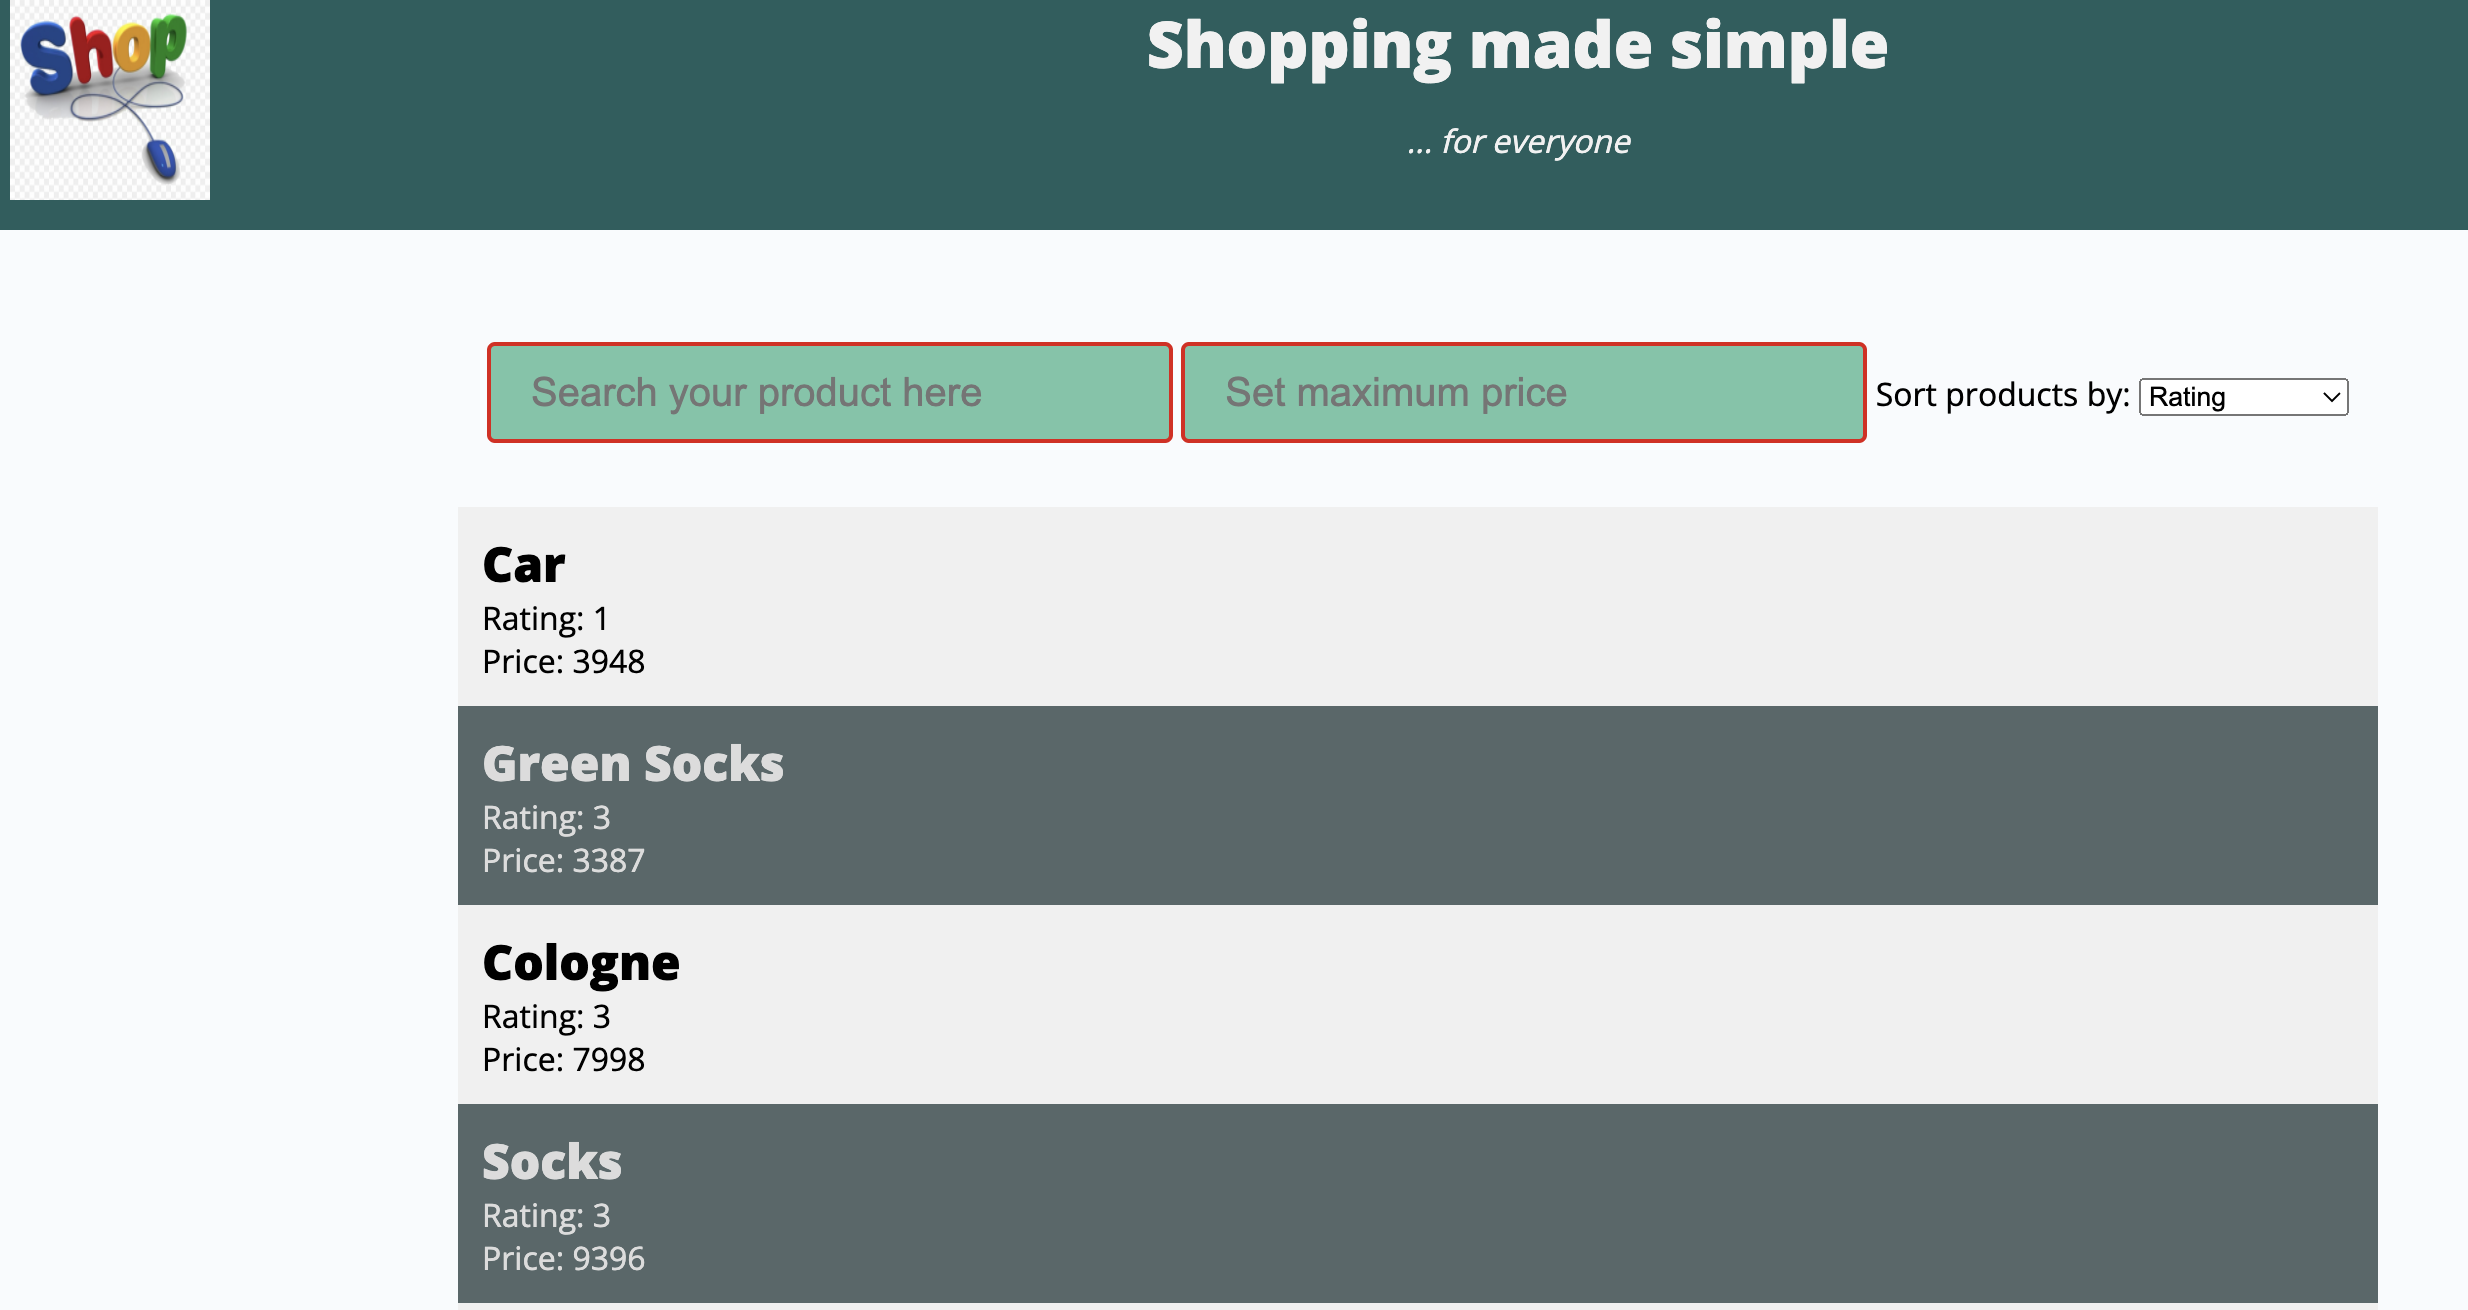 Shop
Shopping made simple
... for everyone
Search your product here
Set maximum price
Sort products by: Rating
Car
Rating: 1
Price: 3948
Green Socks
Rating: 3
Price: 3387
Cologne
Rating: 3
Price: 7998
Socks
Rating: 3
Price: 9396